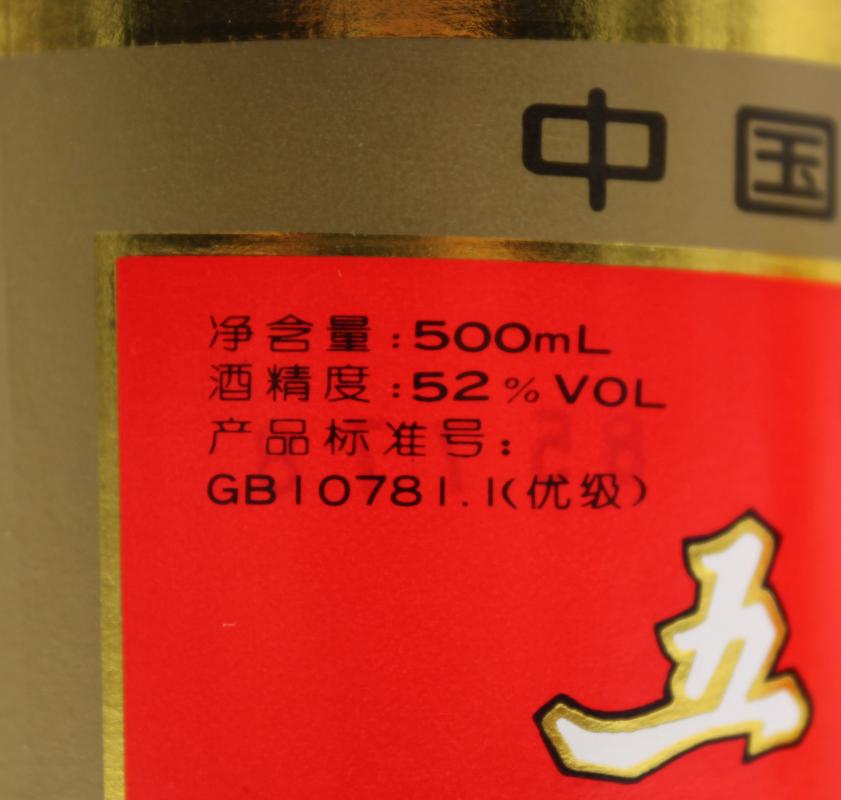 中国
净含量:500mL
酒精度:52%VOL
产品标准号:
GB10781.1(优级)
五